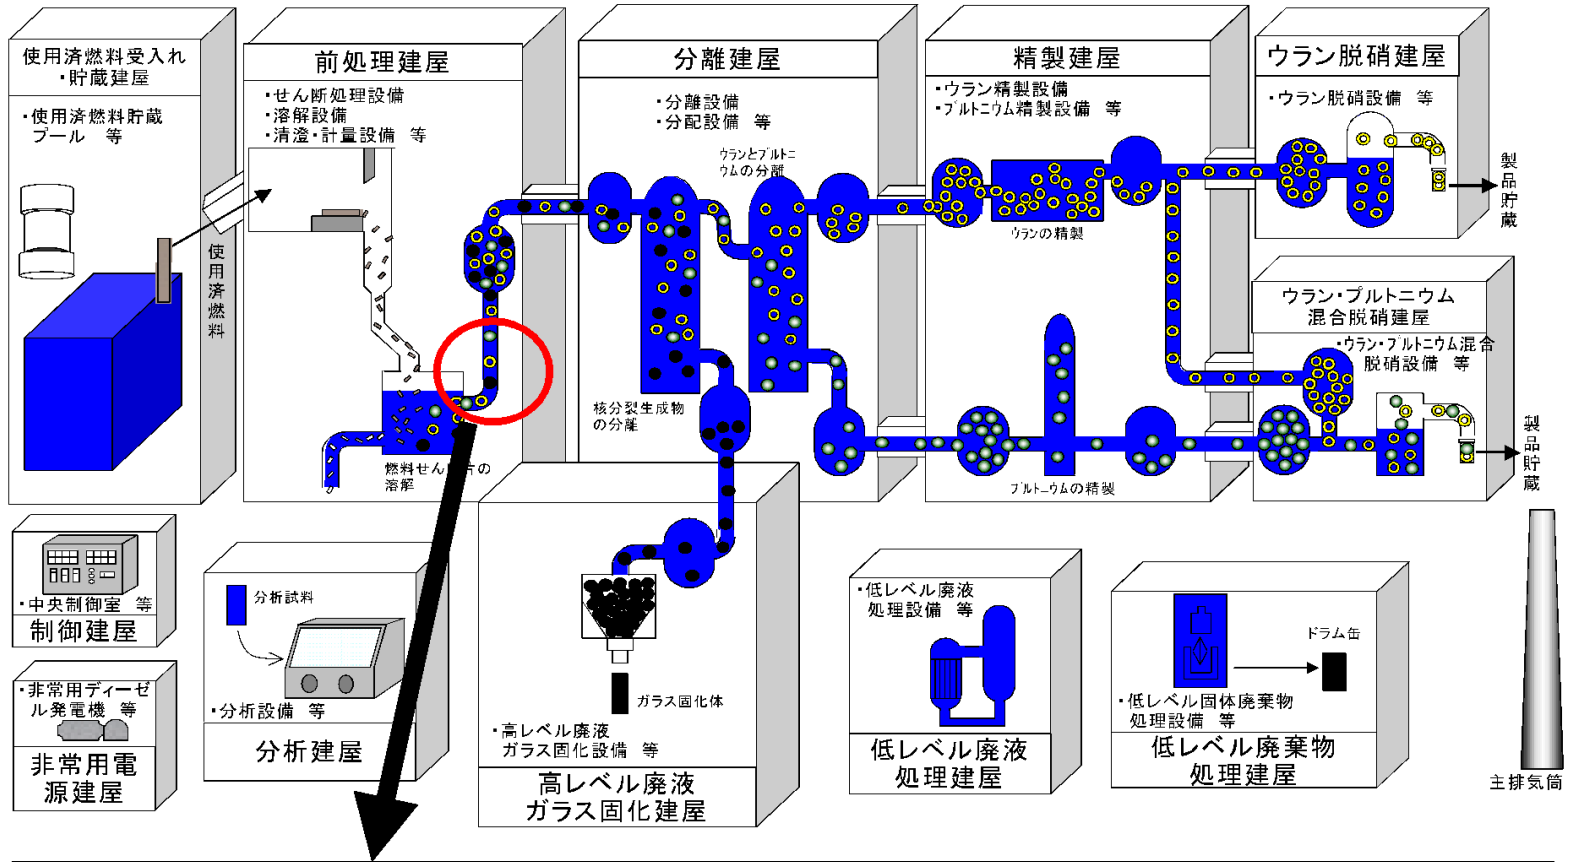 使用済燃料受入れ
・貯蔵建屋
・使用済燃料貯蔵
プール 等
使用済燃料
前処理建屋
・せん断処理設備
・溶解設備
・清澄・計量設備 等
燃料せん
片の
溶解
分離建屋
・分離設備
・分配設備 等
ウランとプルトニ
ウムの分離
核分裂生成物
の分離
精製建屋
・ウラン精製設備
・プルトニウム精製設備 等
ウランの精製
プルトニウムの精製
ウラン脱硝建屋
・ウラン脱硝設備 等
製品貯蔵
ウラン・プルトニウム
混合脱硝建屋
・ウラン・プルトニウム混合
脱硝設備 等
製品貯蔵
・中央制御室 等
制御建屋
・非常用ディーゼ
ル発電機 等
非常用電
源建屋
分析試料
・分析設備 等
分析建屋
ガラス固化体
・高レベル廃液
ガラス固化設備 等
高レベル廃液
ガラス固化建屋
・低レベル廃液
処理設備 等
低レベル廃液
処理建屋
ドラム缶
・低レベル固体廃棄物
処理設備 等
低レベル廃棄物
処理建屋
主排気筒